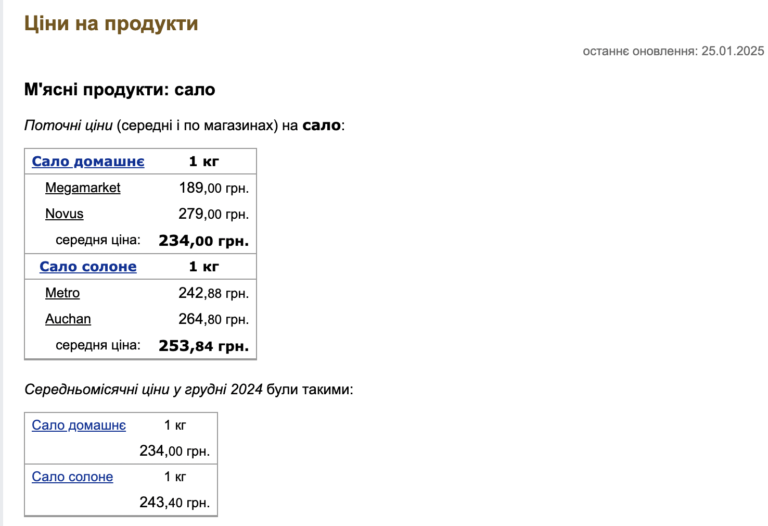 Ціни на продукти
останнє оновлення: 25.01.2025
М'ясні продукти: сало
Поточні ціни (середні і по магазинах) на сало:
Сало домашнє 1 кг
Megamarket 189,00 грн.
Novus 279,00 грн.
середня ціна: 234,00 грн.
Сало солоне 1 кг
Metro 242,88 грн.
Auchan 264,80 грн.
середня ціна: 253,84 грн.
Середньомісячні ціни у грудні 2024 були такими:
Сало домашнє 1 кг
234,00 грн.
Сало солоне 1 кг
243,40 грн.